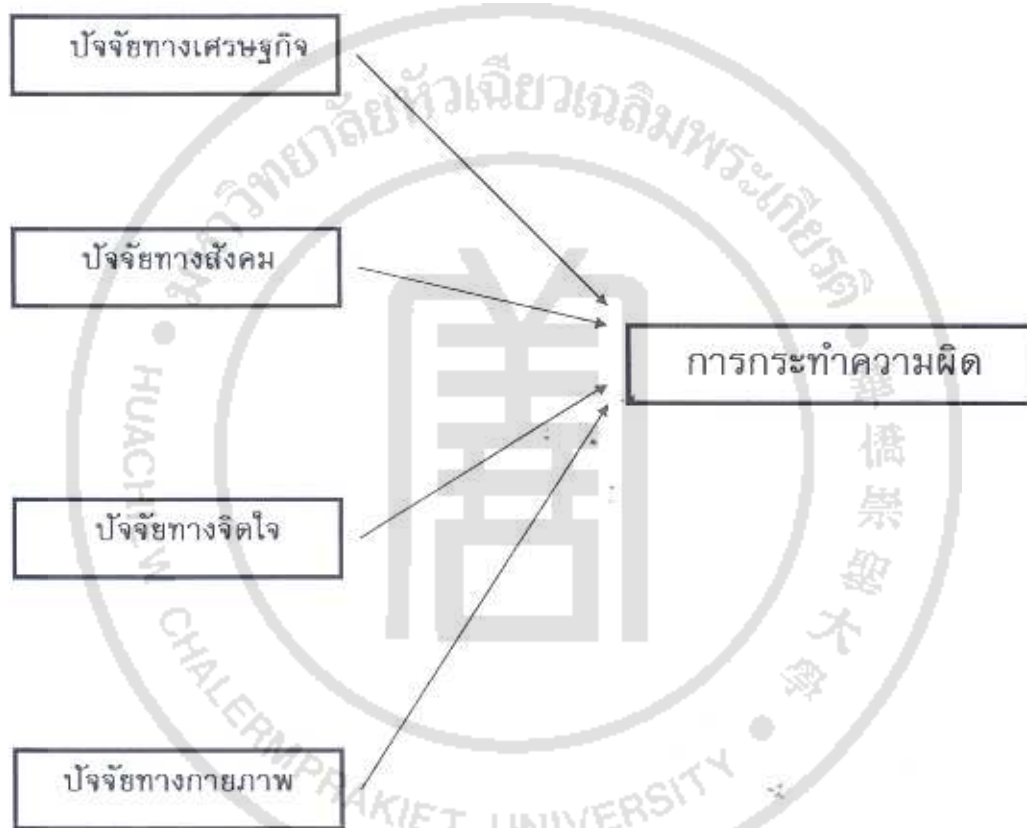 ปัจจัยทางเศรษฐกิจ
ปัจจัยทางสังคม
การกระทำความผิด
ปัจจัยทางจิตใจ
ปัจจัยทางกายภาพ
มหาวิทยาลัยหัวเฉียวเฉลิมพระเกียรติ
HUACHIEW CHALERMPRAKIET UNIVERSITY
華僑崇聖大學